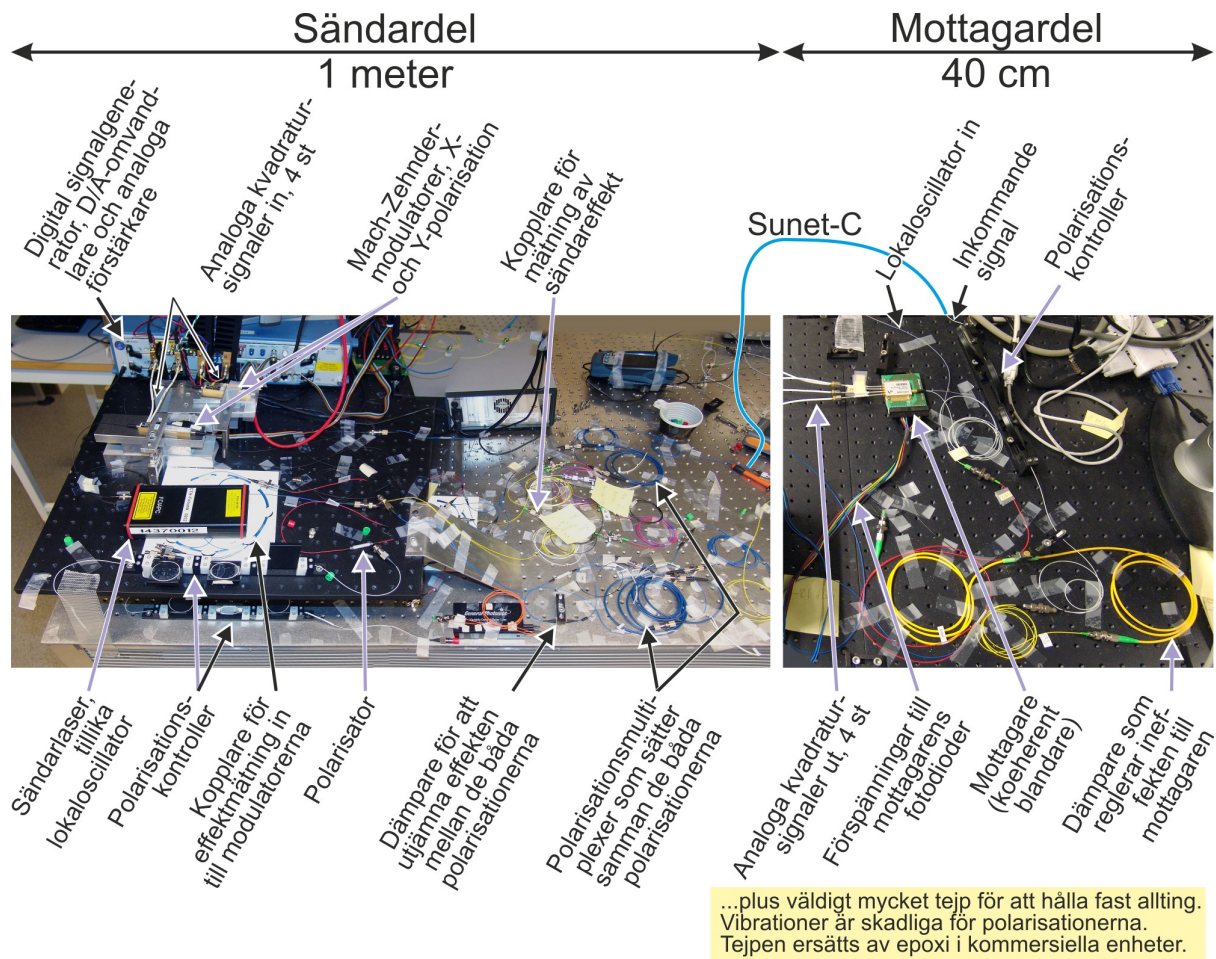 Sändardel
1 meter
Mottagardel
40 cm
Digital signalgene-
rator, D/A-omvand-
lare och analoga
förstärkare
Analoga kvadratur-
signaler in, 4 st
Mach-Zehnder-
modulatorer, X-
och Y-polarisation
Kopplare för
mätning av
sändareffekt
Sunet-C
Lokaloscillator in
Inkommande
signal
Polarisations-
kontroller
14370012
General Photonics
Sändarlaser,
tillika
lokaloscillator
Polarisations-
kontroller
Kopplare för
effektmätning in
till modulatorerna
Polarisator
Dämpare för att
utjämna effekten
mellan de båda
polarisationerna
Polarisationsmulti-
plexer som sätter
samman de båda
polarisationerna
Analoga kvadratur-
signaler ut, 4 st
Förspänningar till
mottagarens
fotodioder
Mottagare
(koherent
blandare)
Dämpare som
reglerar inef-
fekten till
mottagaren
...plus väldigt mycket tejp för att hålla fast allting.
Vibrationer är skadliga för polarisationerna.
Tejpen ersätts av epoxi i kommersiella enheter.